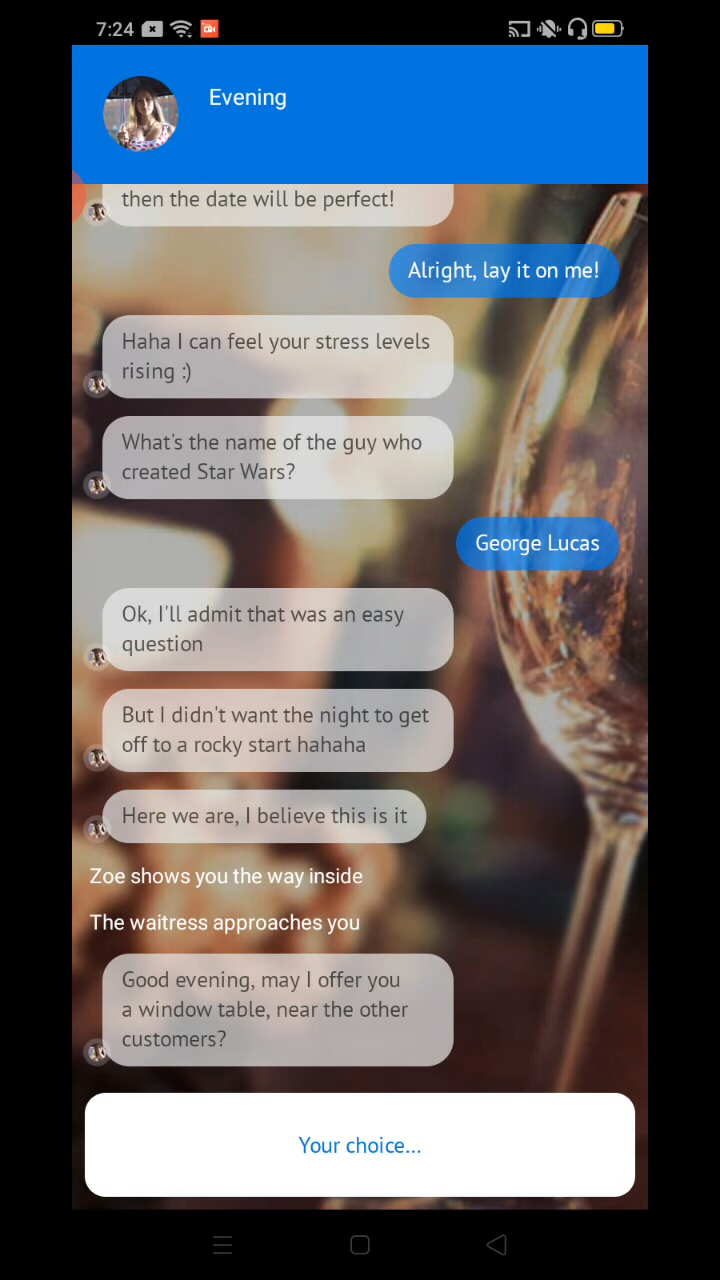 7:24
Evening
then the date will be perfect!
Alright, lay it on me!
Haha I can feel your stress levels
rising :)
What's the name of the guy who
created Star Wars?
George Lucas
Ok, I'll admit that was an easy
question
But I didn't want the night to get
off to a rocky start hahaha
Here we are, I believe this is it
Zoe shows you the way inside
The waitress approaches you
Good evening, may I offer you
a window table, near the other
customers?
Your choice...